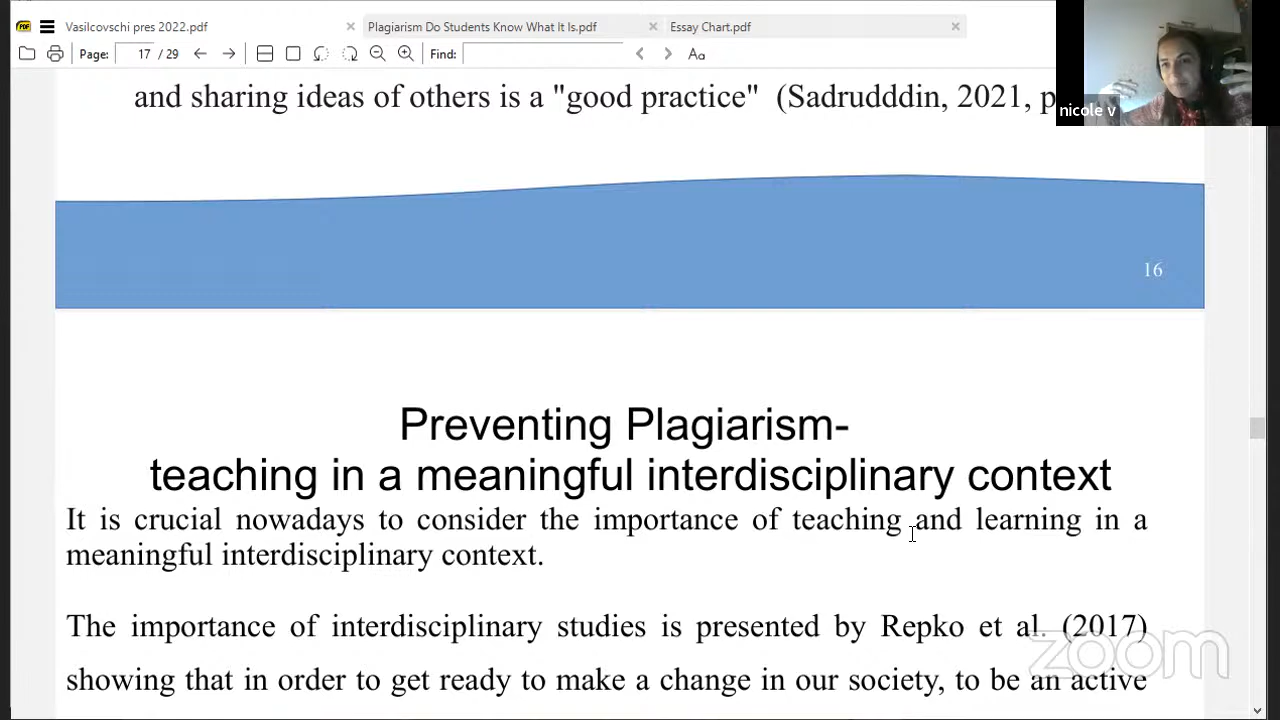 Vasilcovschi pres 2022.pdf
Plagiarism Do Students Know What It Is.pdf
Essay Chart.pdf
Page: 17 / 29
Find:
Aa
nicole v
and sharing ideas of others is a "good practice" (Sadrudddin, 2021, p
16
Preventing Plagiarism-
teaching in a meaningful interdisciplinary context
It is crucial nowadays to consider the importance of teaching and learning in a
meaningful interdisciplinary context.
The importance of interdisciplinary studies is presented by Repko et al. (2017)
showing that in order to get ready to make a change in our society, to be an active
zoom